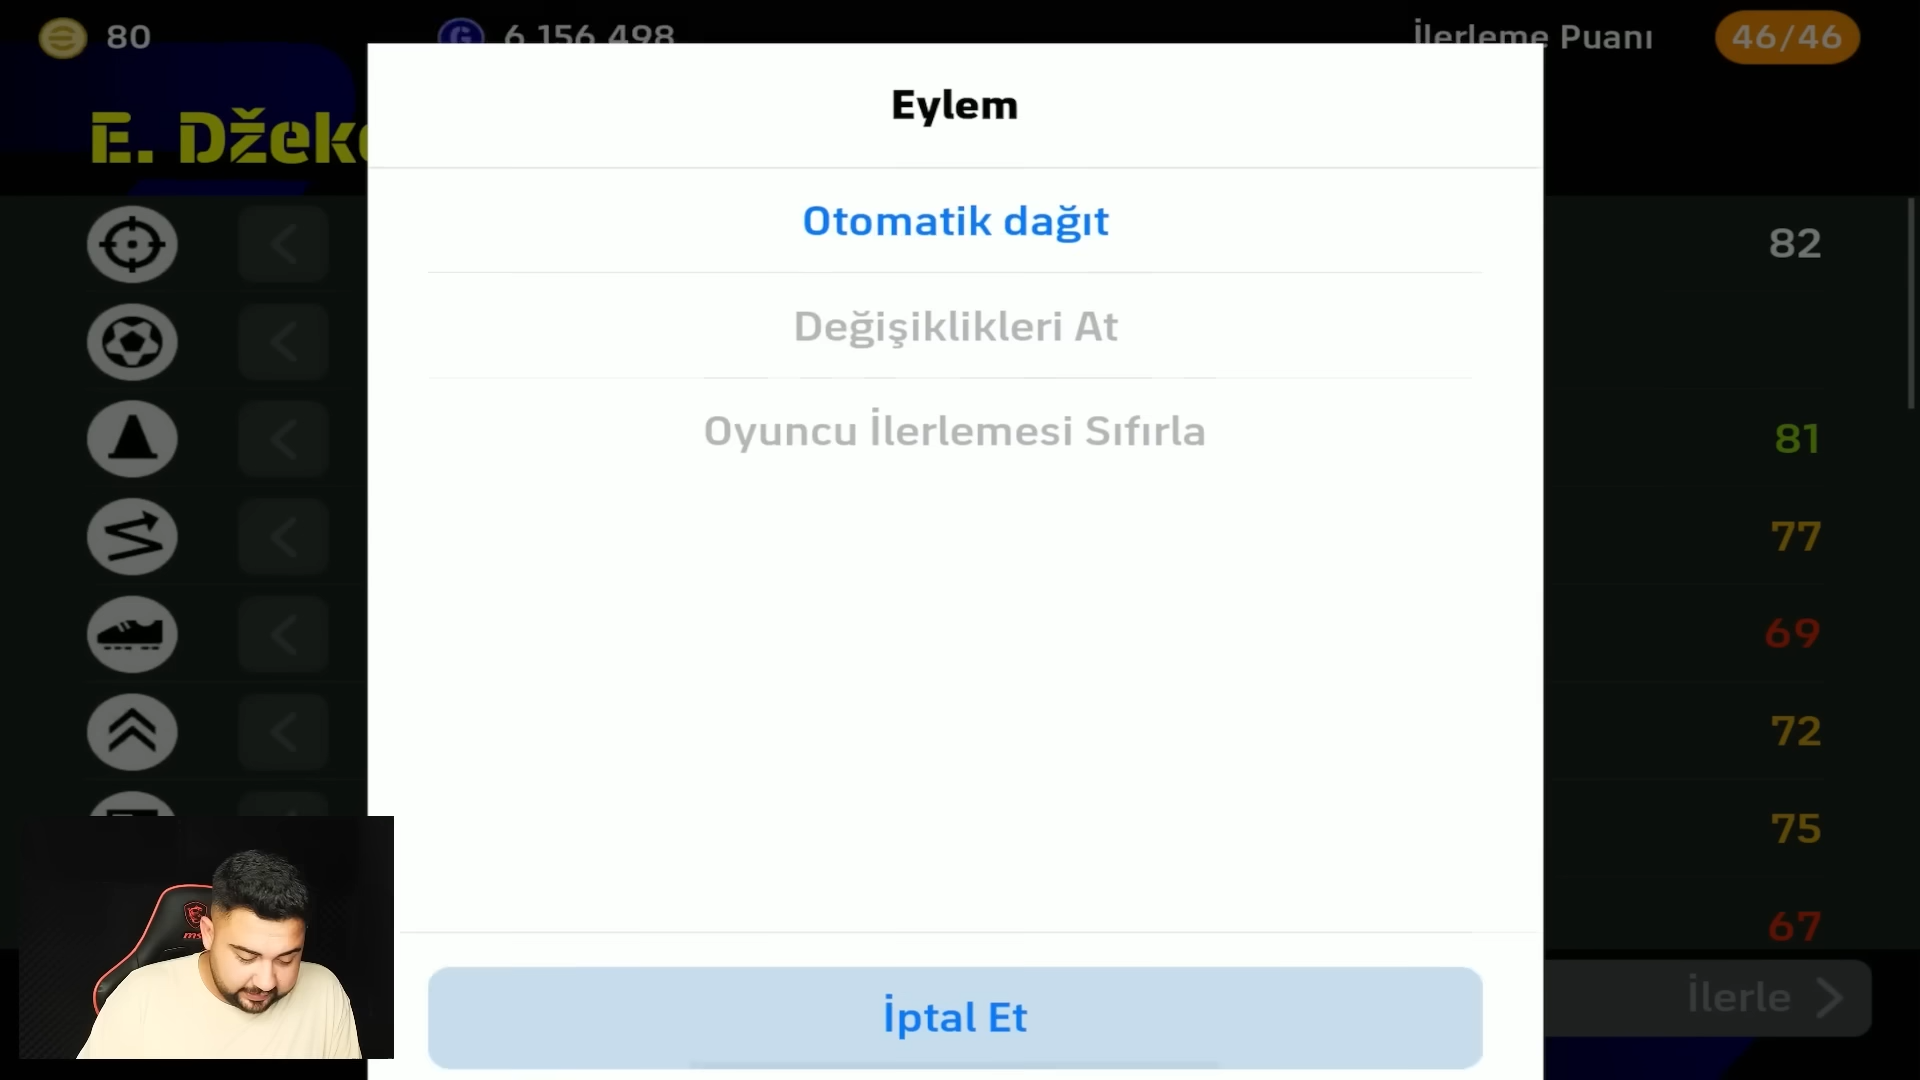 80
6 156 498
İlerleme Puanı
46/46
E. Džeko
Eylem
Otomatik dağıt
Değişiklikleri At
Oyuncu İlerlemesi Sıfırla
82
81
77
69
72
75
67
İptal Et
İlerle